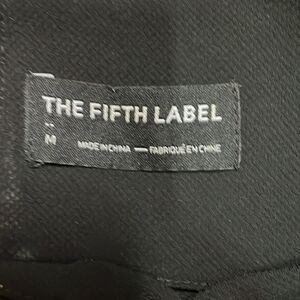 THE FIFTH LABEL
M
MADE IN CHINA — FABRIQUÉ EN CHINE